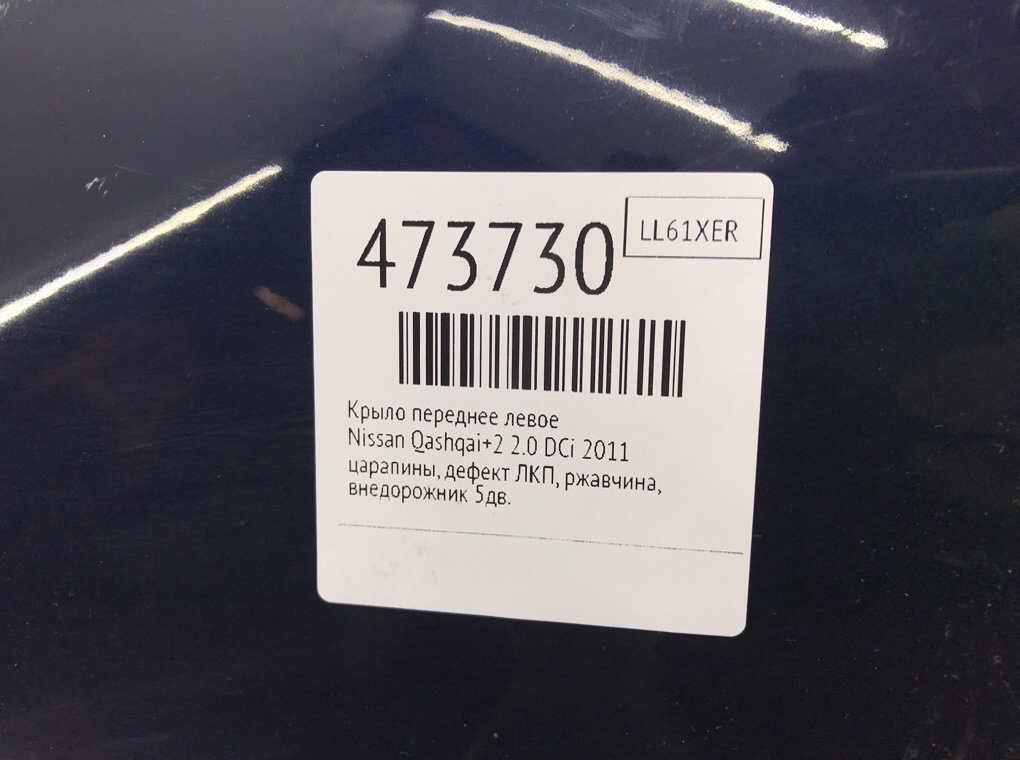 473730
LL61XER
Крыло переднее левое
Nissan Qashqai+2 2.0 DCi 2011
царапины, дефект ЛКП, ржавчина,
внедорожник 5дв.